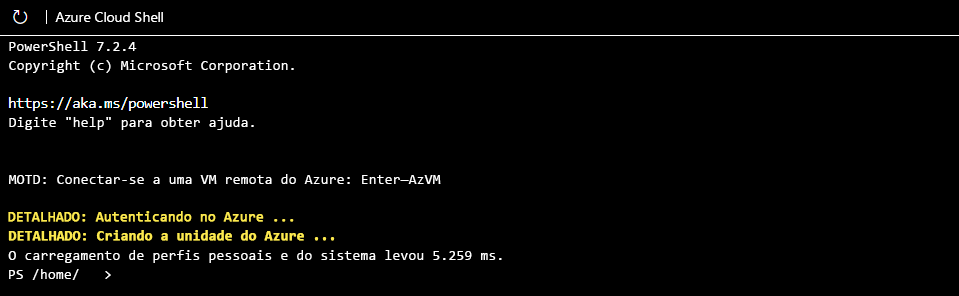 Azure Cloud Shell
PowerShell 7.2.4
Copyright (c) Microsoft Corporation.
https://aka.ms/powershell
Digite "help" para obter ajuda.
MOTD: Conectar-se a uma VM remota do Azure: Enter—AzVM
DETALHADO: Autenticando no Azure ...
DETALHADO: Criando a unidade do Azure ...
O carregamento de perfis pessoais e do sistema levou 5.259 ms.
PS /home/   >